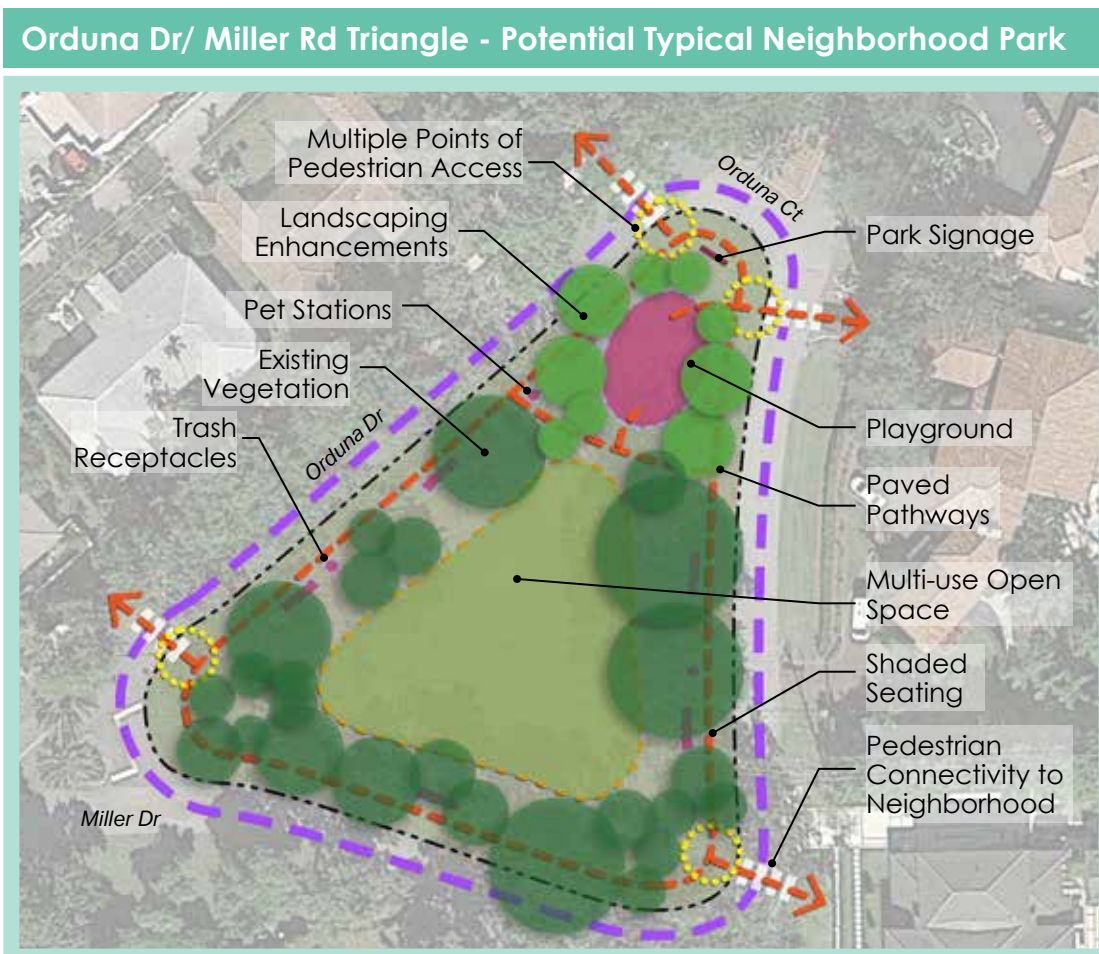 Orduna Dr/ Miller Rd Triangle - Potential Typical Neighborhood Park
Multiple Points of
Pedestrian Access
Landscaping
Enhancements
Pet Stations
Existing
Vegetation
Trash
Receptacles
Orduna Dr
Miller Dr
Orduna Ct
Park Signage
Playground
Paved
Pathways
Multi-use Open
Space
Shaded
Seating
Pedestrian
Connectivity to
Neighborhood